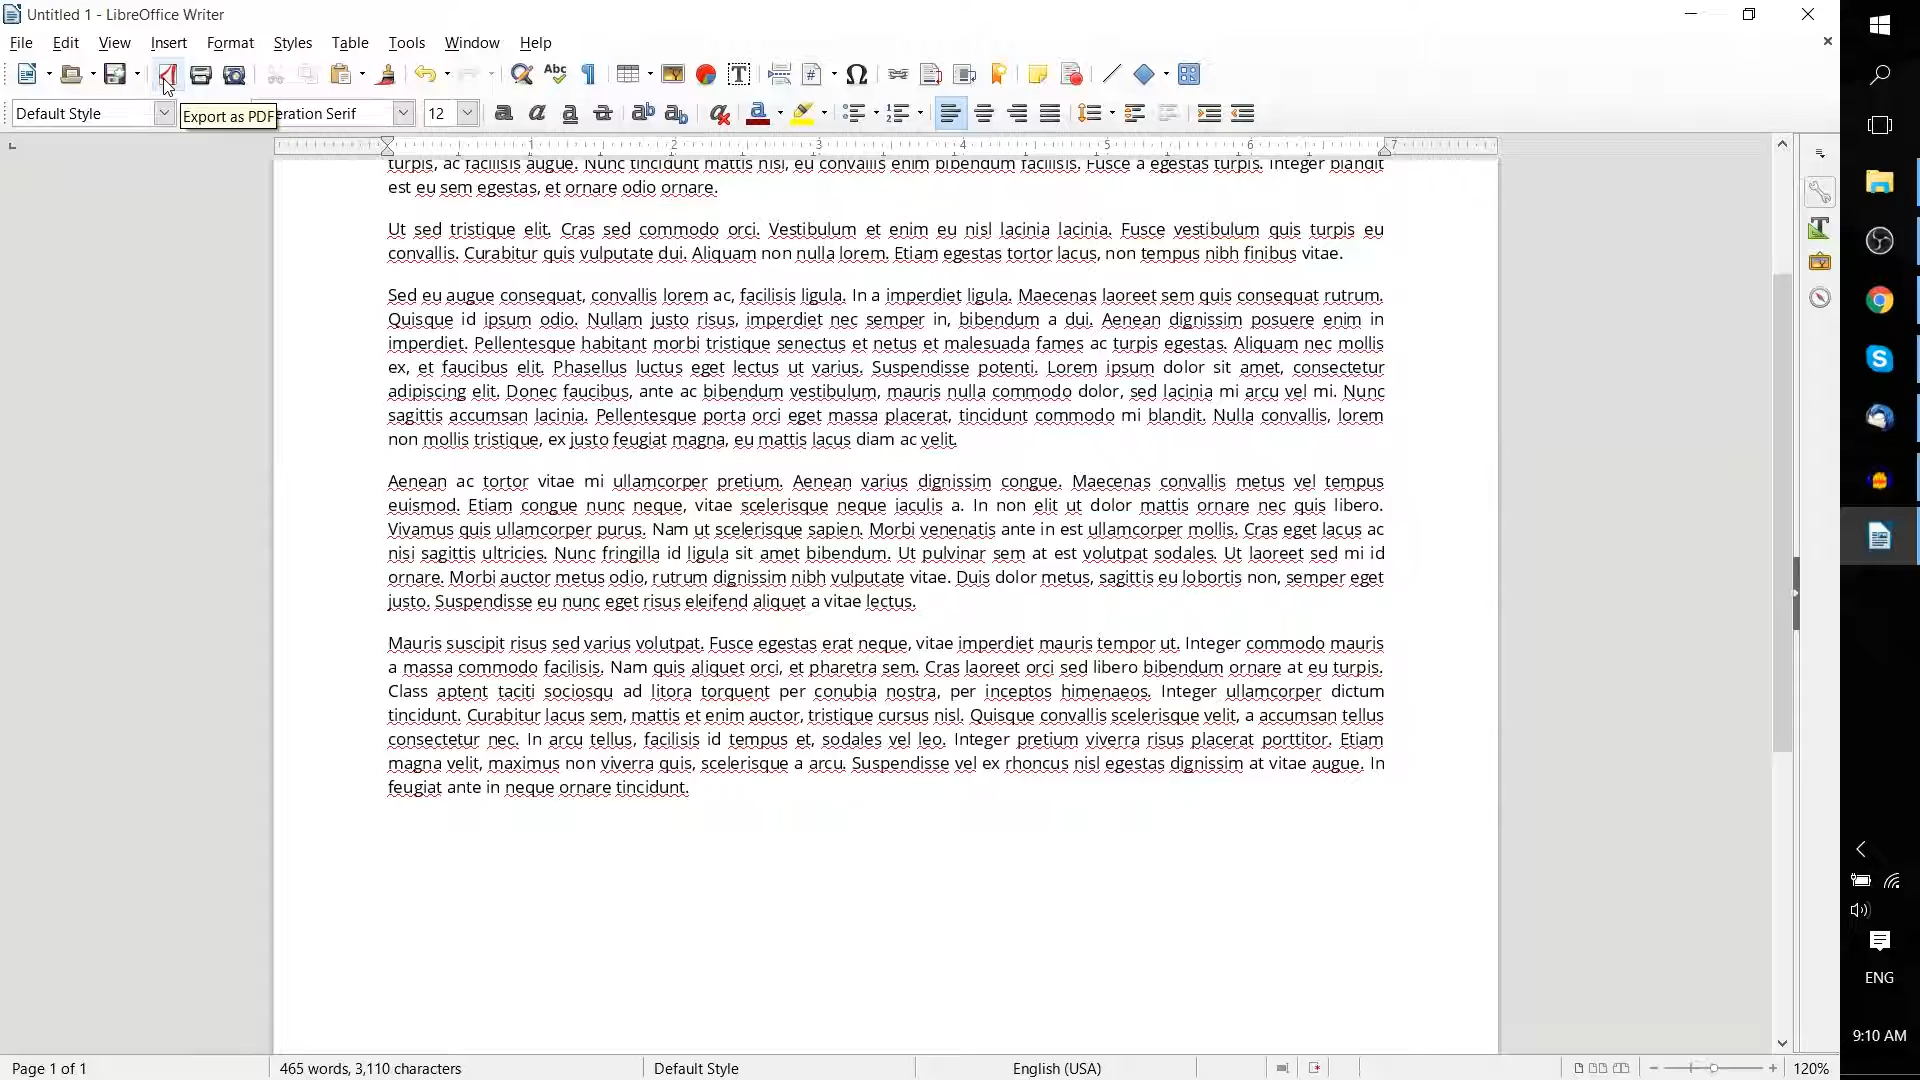 Untitled 1 - LibreOffice Writer
File Edit View Insert Format Styles Table Tools Window Help
Default Style Export as PDF eration Serif 12
1 2 3 4 5 6 7
turpis, ac facilisis augue. Nunc tincidunt mattis nisl, eu convallis enim bibendum facilisis. Fusce a egestas turpis. Integer blandit
est eu sem egestas, et ornare odio ornare.
Ut sed tristique elit. Cras sed commodo orci. Vestibulum et enim eu nisl lacinia lacinia. Fusce vestibulum quis turpis eu
convallis. Curabitur quis vulputate dui. Aliquam non nulla lorem. Etiam egestas tortor lacus, non tempus nibh finibus vitae.
Sed eu augue consequat, convallis lorem ac, facilisis ligula. In a imperdiet ligula. Maecenas laoreet sem quis consequat rutrum.
Quisque id ipsum odio. Nullam justo risus, imperdiet nec semper in, bibendum a dui. Aenean dignissim posuere enim in
imperdiet. Pellentesque habitant morbi tristique senectus et netus et malesuada fames ac turpis egestas. Aliquam nec mollis
ex, et faucibus elit. Phasellus luctus eget lectus ut varius. Suspendisse potenti. Lorem ipsum dolor sit amet, consectetur
adipiscing elit. Donec faucibus, ante ac bibendum vestibulum, mauris nulla commodo dolor, sed lacinia mi arcu vel mi. Nunc
sagittis accumsan lacinia. Pellentesque porta orci eget massa placerat, tincidunt commodo mi blandit. Nulla convallis, lorem
non mollis tristique, ex justo feugiat magna, eu mattis lacus diam ac velit.
Aenean ac tortor vitae mi ullamcorper pretium. Aenean varius dignissim congue. Maecenas convallis metus vel tempus
euismod. Etiam congue nunc neque, vitae scelerisque neque iaculis a. In non elit ut dolor mattis ornare nec quis libero.
Vivamus quis ullamcorper purus. Nam ut scelerisque sapien. Morbi venenatis ante in est ullamcorper mollis. Cras eget lacus ac
nisi sagittis ultricies. Nunc fringilla id ligula sit amet bibendum. Ut pulvinar sem at est volutpat sodales. Ut laoreet sed mi id
ornare. Morbi auctor metus odio, rutrum dignissim nibh vulputate vitae. Duis dolor metus, sagittis eu lobortis non, semper eget
justo. Suspendisse eu nunc eget risus eleifend aliquet a vitae lectus.
Mauris suscipit risus sed varius volutpat. Fusce egestas erat neque, vitae imperdiet mauris tempor ut. Integer commodo mauris
a massa commodo facilisis. Nam quis aliquet orci, et pharetra sem. Cras laoreet orci sed libero bibendum ornare at eu turpis.
Class aptent taciti sociosqu ad litora torquent per conubia nostra, per inceptos himenaeos. Integer ullamcorper dictum
tincidunt. Curabitur lacus sem, mattis et enim auctor, tristique cursus nisl. Quisque convallis scelerisque velit, a accumsan tellus
consectetur nec. In arcu tellus, facilisis id tempus et, sodales vel leo. Integer pretium viverra risus placerat porttitor. Etiam
magna velit, maximus non viverra quis, scelerisque a arcu. Suspendisse vel ex rhoncus nisl egestas dignissim at vitae augue. In
feugiat ante in neque ornare tincidunt.
ENG
9:10 AM
Page 1 of 1 465 words, 3,110 characters Default Style English (USA) 120%